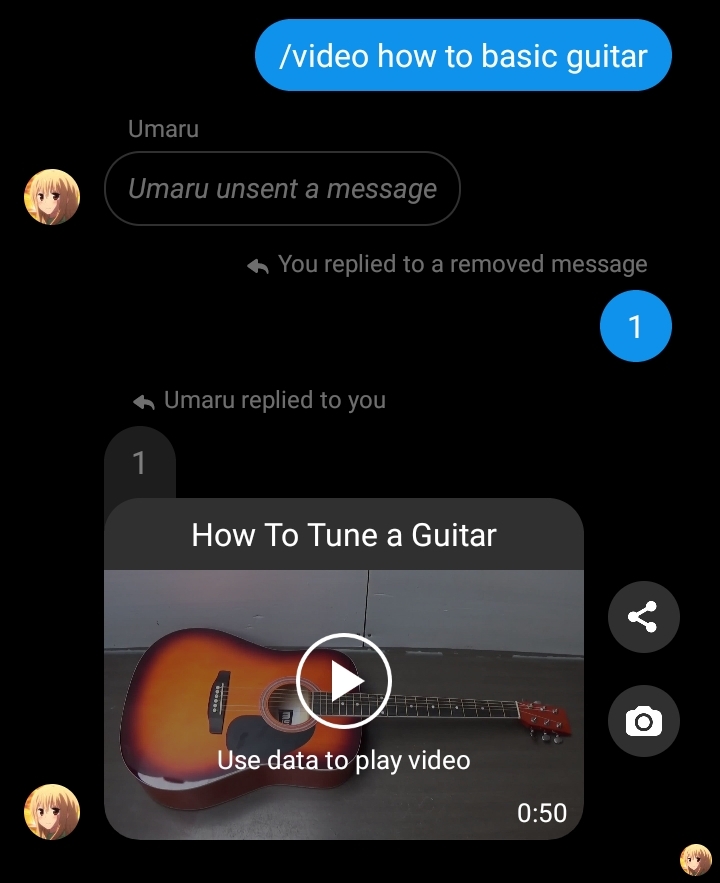 /video how to basic guitar
Umaru
Umaru unsent a message
You replied to a removed message
1
Umaru replied to you
1
How To Tune a Guitar
Use data to play video
0:50